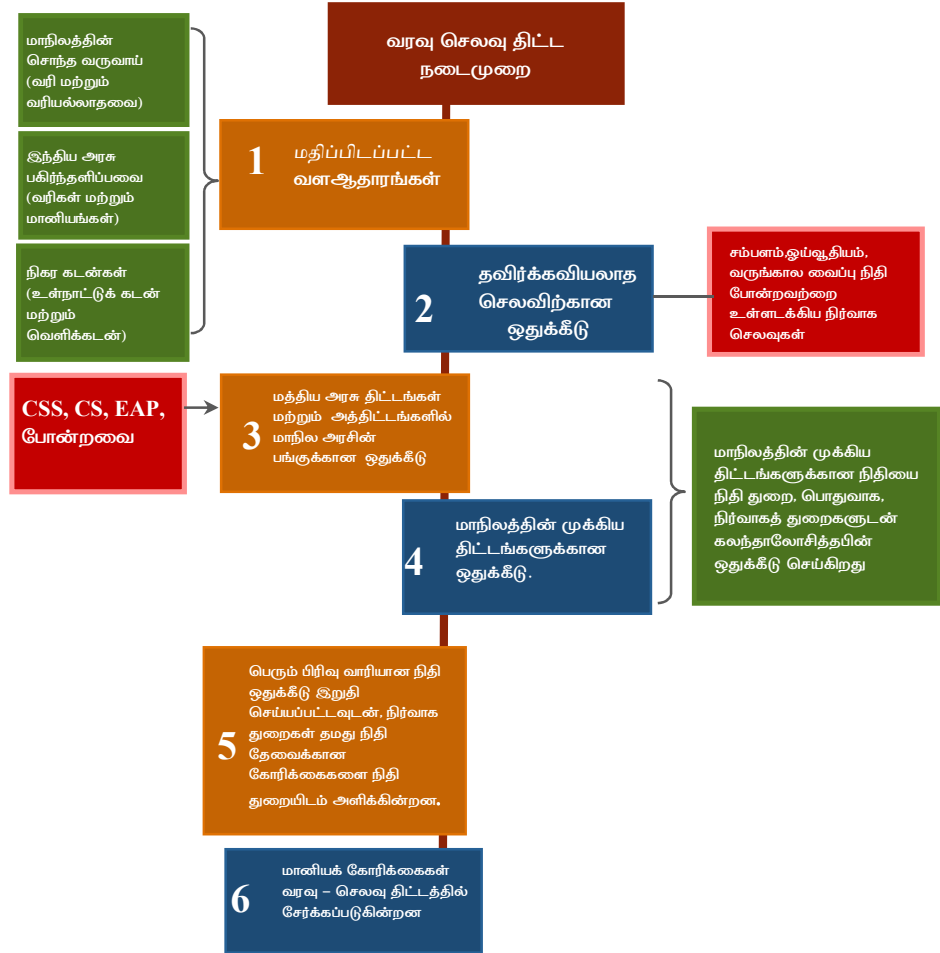 வரவு செலவு திட்ட
நடைமுறை
மாநிலத்தின்
சொந்த வருவாய்
(வரி மற்றும்
வரியல்லாதவை)
இந்திய அரசு
பகிர்ந்தளிப்பவை
(வரிகள் மற்றும்
மானியங்கள்)
நிகர கடன்கள்
(உள்நாட்டுக் கடன்
மற்றும்
வெளிக்கடன்)
1
மதிப்பிடப்பட்ட
வளஆதாரங்கள்
2
தவிர்க்கவியலாத
செலவிற்கான
ஒதுக்கீடு
சம்பளம்,ஓய்வூதியம்,
வருங்கால வைப்பு நிதி
போன்றவற்றை
உள்ளடக்கிய நிர்வாக
செலவுகள்
CSS, CS, EAP,
போன்றவை
3
மத்திய அரசு திட்டங்கள்
மற்றும் அத்திட்டங்களில்
மாநில அரசின்
பங்குக்கான ஒதுக்கீடு
4
மாநிலத்தின் முக்கிய
திட்டங்களுக்கான
ஒதுக்கீடு.
மாநிலத்தின் முக்கிய
திட்டங்களுக்கான நிதியை
நிதி துறை, பொதுவாக,
நிர்வாகத் துறைகளுடன்
கலந்தாலோசித்தபின்
ஒதுக்கீடு செய்கிறது
5
பெரும் பிரிவு வாரியான நிதி
ஒதுக்கீடு இறுதி
செய்யப்பட்டவுடன், நிர்வாக
துறைகள் தமது நிதி
தேவைக்கான
கோரிக்கைகளை நிதி
துறையிடம் அளிக்கின்றன.
6
மானியக் கோரிக்கைகள்
வரவு – செலவு திட்டத்தில்
சேர்க்கப்படுகின்றன